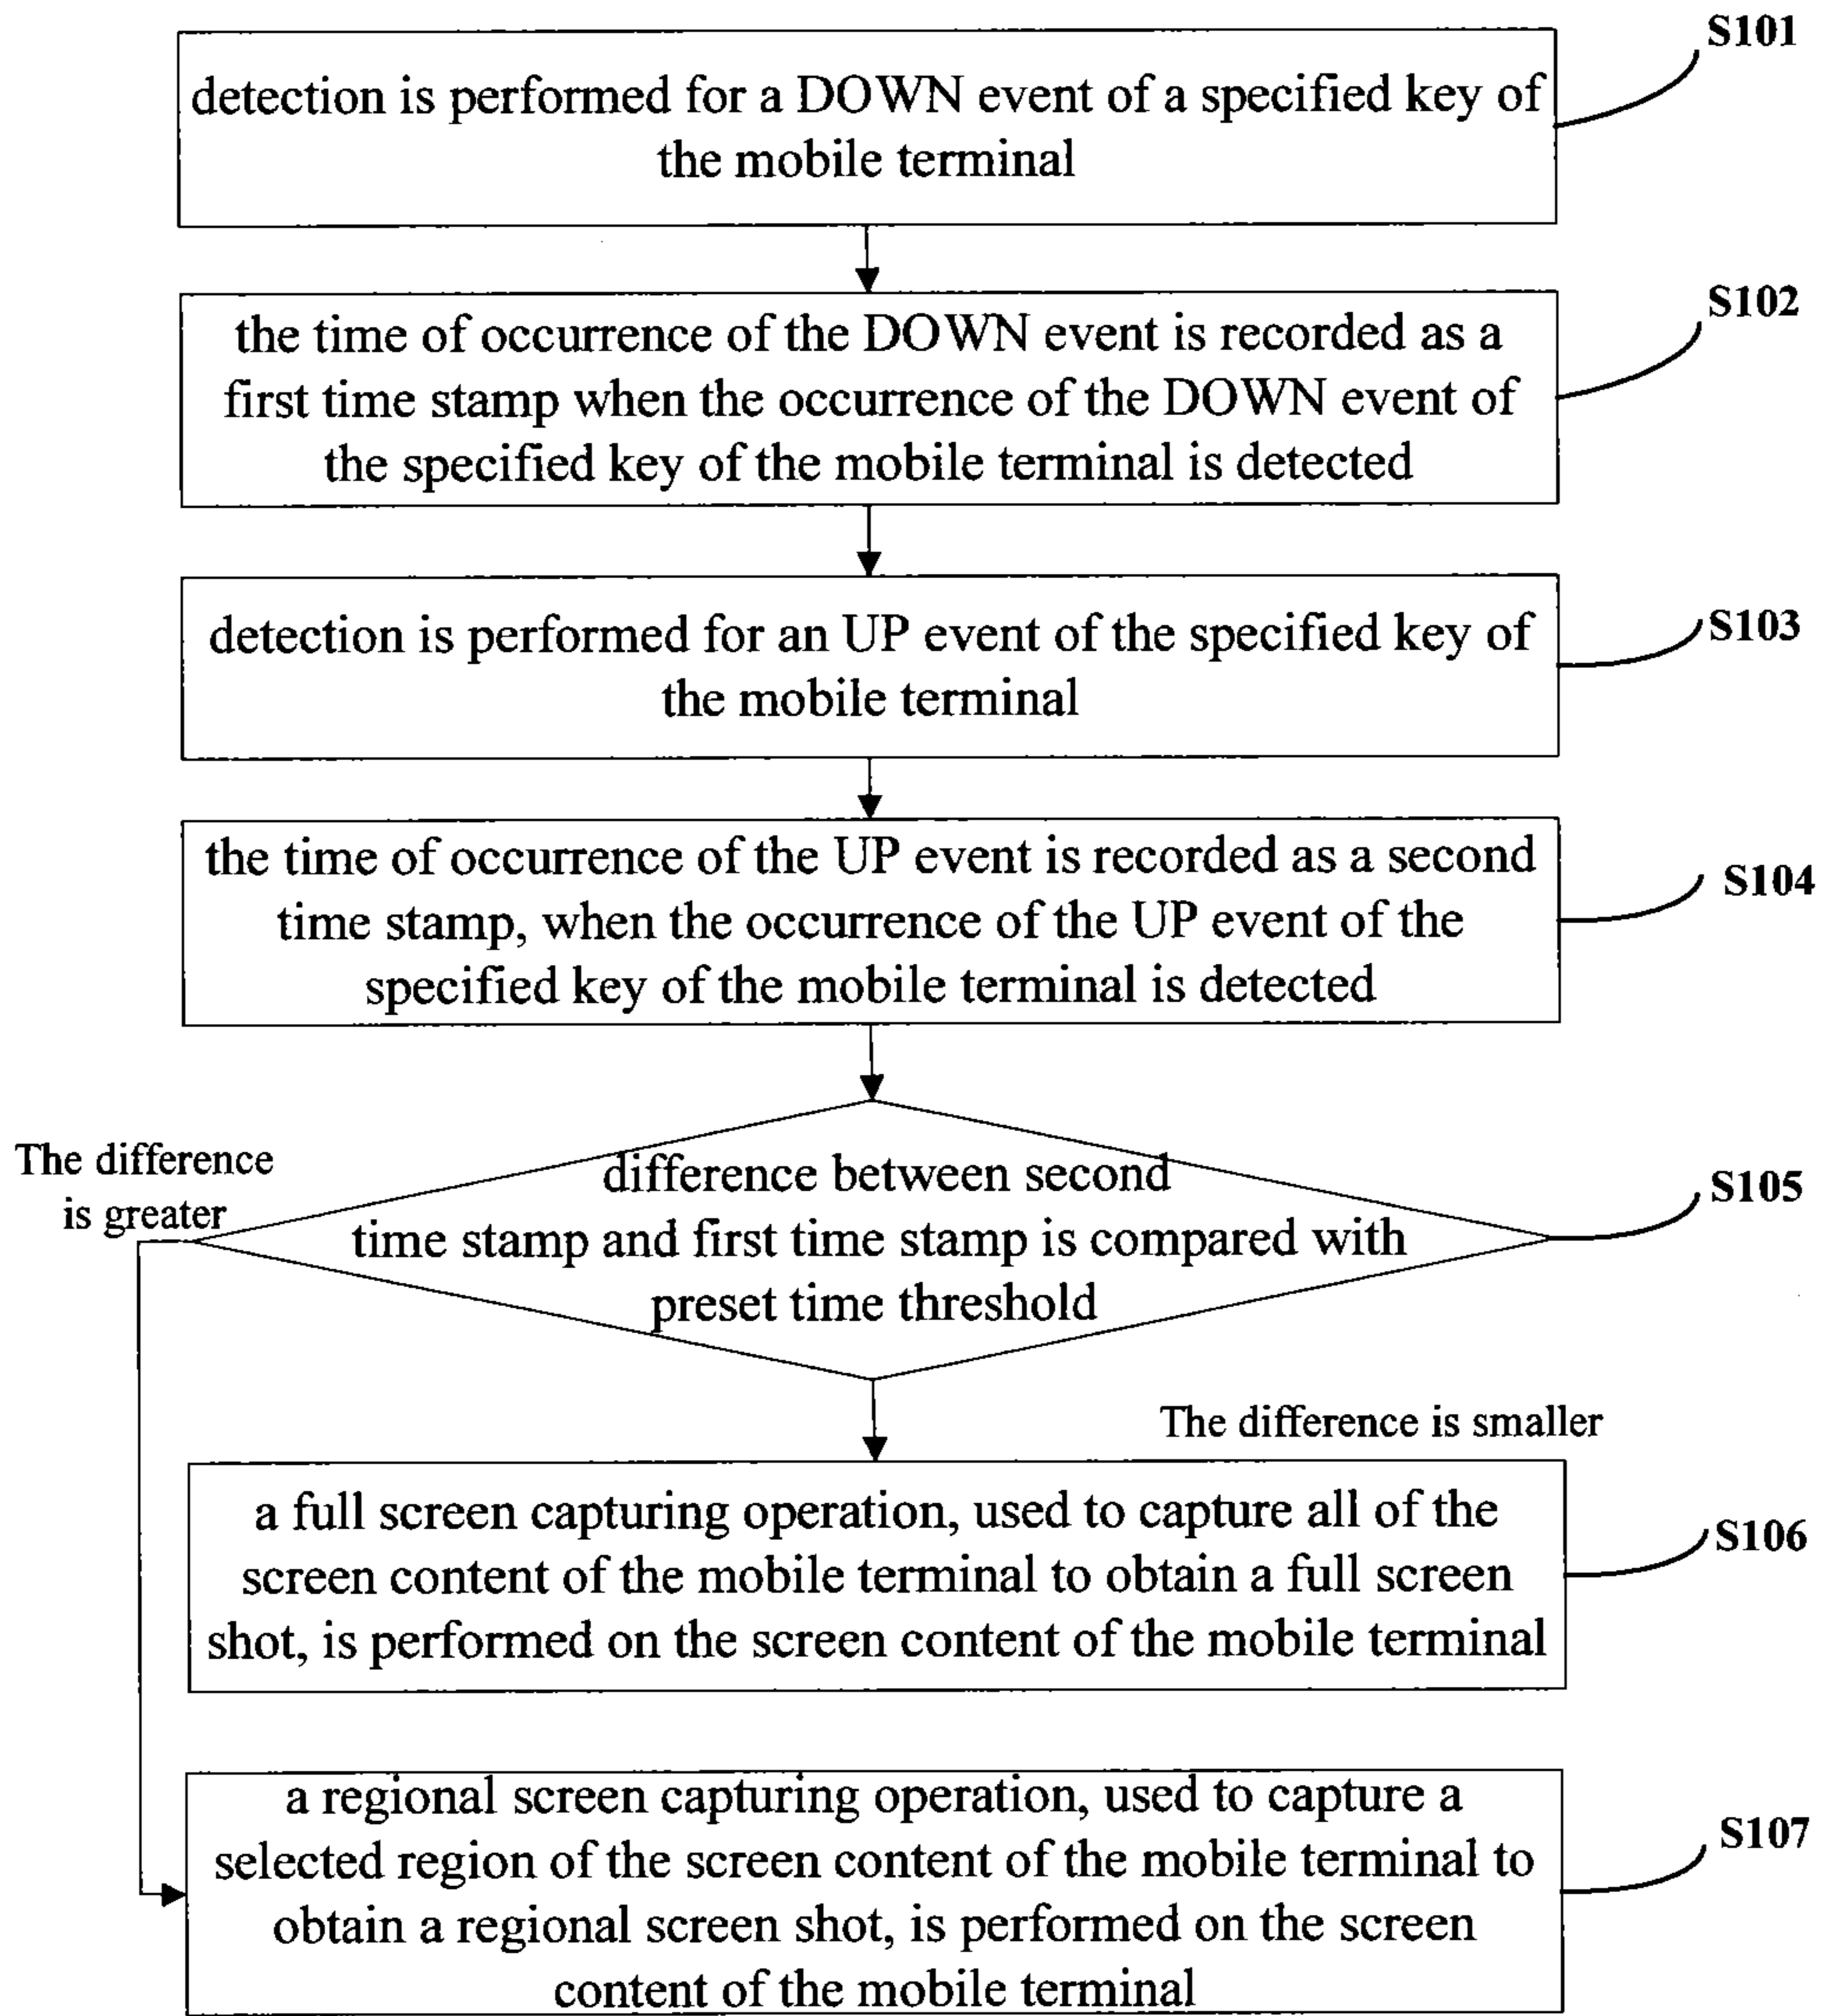 S101
detection is performed for a DOWN event of a specified key of
the mobile terminal
S102
the time of occurrence of the DOWN event is recorded as a
first time stamp when the occurrence of the DOWN event of
the specified key of the mobile terminal is detected
S103
detection is performed for an UP event of the specified key of
the mobile terminal
S104
the time of occurrence of the UP event is recorded as a second
time stamp, when the occurrence of the UP event of the
specified key of the mobile terminal is detected
The difference
is greater
S105
difference between second
time stamp and first time stamp is compared with
preset time threshold
The difference is smaller
S106
a full screen capturing operation, used to capture all of the
screen content of the mobile terminal to obtain a full screen
shot, is performed on the screen content of the mobile terminal
S107
a regional screen capturing operation, used to capture a
selected region of the screen content of the mobile terminal to
obtain a regional screen shot, is performed on the screen
content of the mobile terminal